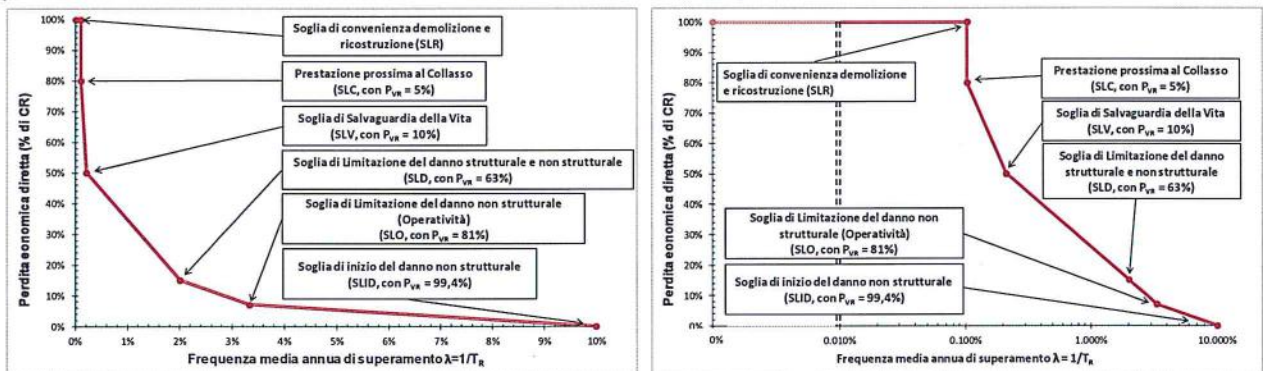 100%
90%
80%
70%
60%
50%
40%
30%
20%
10%
0%
Perdita economica diretta (% di CR)
Soglia di convenienza demolizione e
ricostruzione (SLR)
Prestazione prossima al Collasso
(SLC, con PVR = 5%)
Soglia di Salvaguardia della Vita
(SLV, con PVR = 10%)
Soglia di Limitazione del danno strutturale e non strutturale
(SLD, con PVR = 63%)
Soglia di Limitazione del danno non strutturale
(Operatività)
(SLO, con PVR = 81%)
Soglia di inizio del danno non strutturale
(SLID, con PVR = 99,4%)
0% 1% 2% 3% 4% 5% 6% 7% 8% 9% 10%
Frequenza media annua di superamento λ=1/TR
100%
90%
80%
70%
60%
50%
40%
30%
20%
10%
0%
Perdita economica diretta (% di CR)
Soglia di convenienza demolizione
e ricostruzione (SLR)
Prestazione prossima al Collasso
(SLC, con PVR = 5%)
Soglia di Salvaguardia della Vita
(SLV, con PVR = 10%)
Soglia di Limitazione del danno
strutturale e non strutturale
(SLD, con PVR = 63%)
Soglia di Limitazione del danno non
strutturale (Operatività)
(SLO, con PVR = 81%)
Soglia di inizio del danno non strutturale
(SLID, con PVR = 99,4%)
0% 0.010% 0.100% 1.000% 10.000%
Frequenza media annua di superamento λ=1/TR